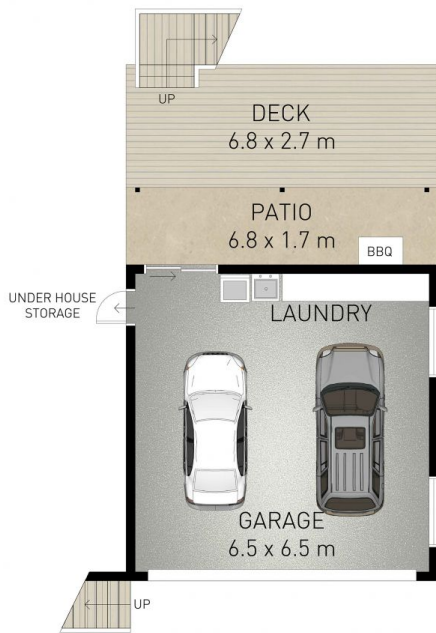 UP
DECK
6.8 x 2.7 m
PATIO
6.8 x 1.7 m
BBQ
UNDER HOUSE
STORAGE
LAUNDRY
GARAGE
6.5 x 6.5 m
UP